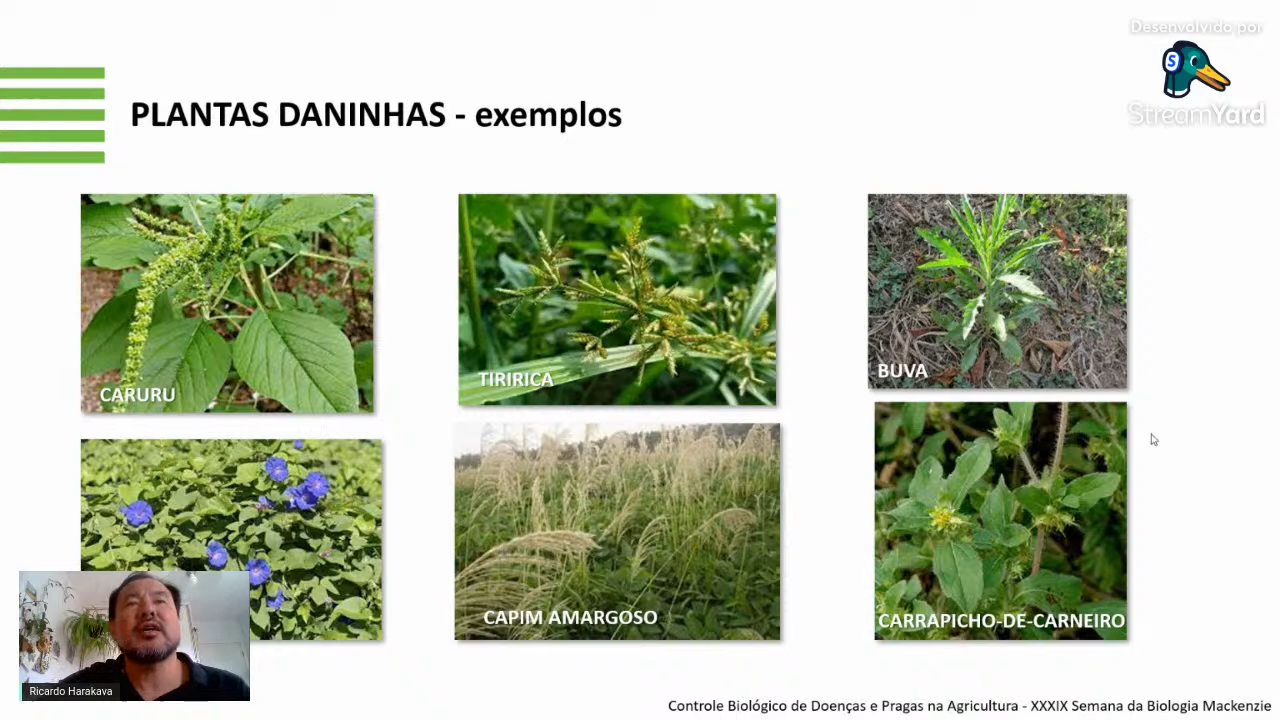 Desenvolvido por
StreamYard
PLANTAS DANINHAS - exemplos
CARURU
TIRIRICA
BUVA
CAPIM AMARGOSO
CARRAPICHO-DE-CARNEIRO
Ricardo Harakava
Controle Biológico de Doenças e Pragas na Agricultura - XXXIX Semana da Biologia Mackenzie